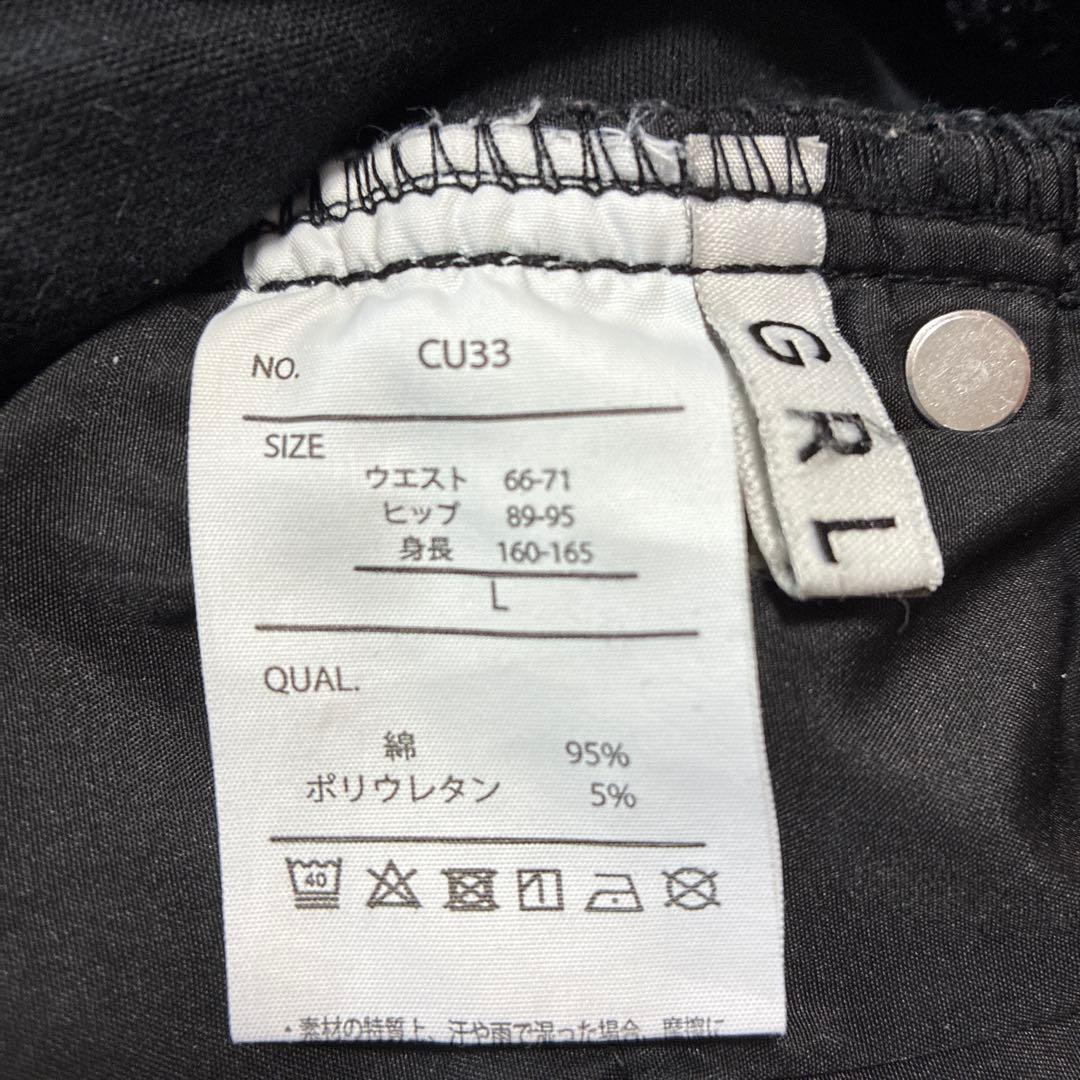 NO. CU33
SIZE
ウエスト 66-71
ヒップ 89-95
身長 160-165
L
QUAL.
綿 95%
ポリウレタン 5%
40
・素材の特質上、汗や雨で湿った場合、摩擦に
GRL